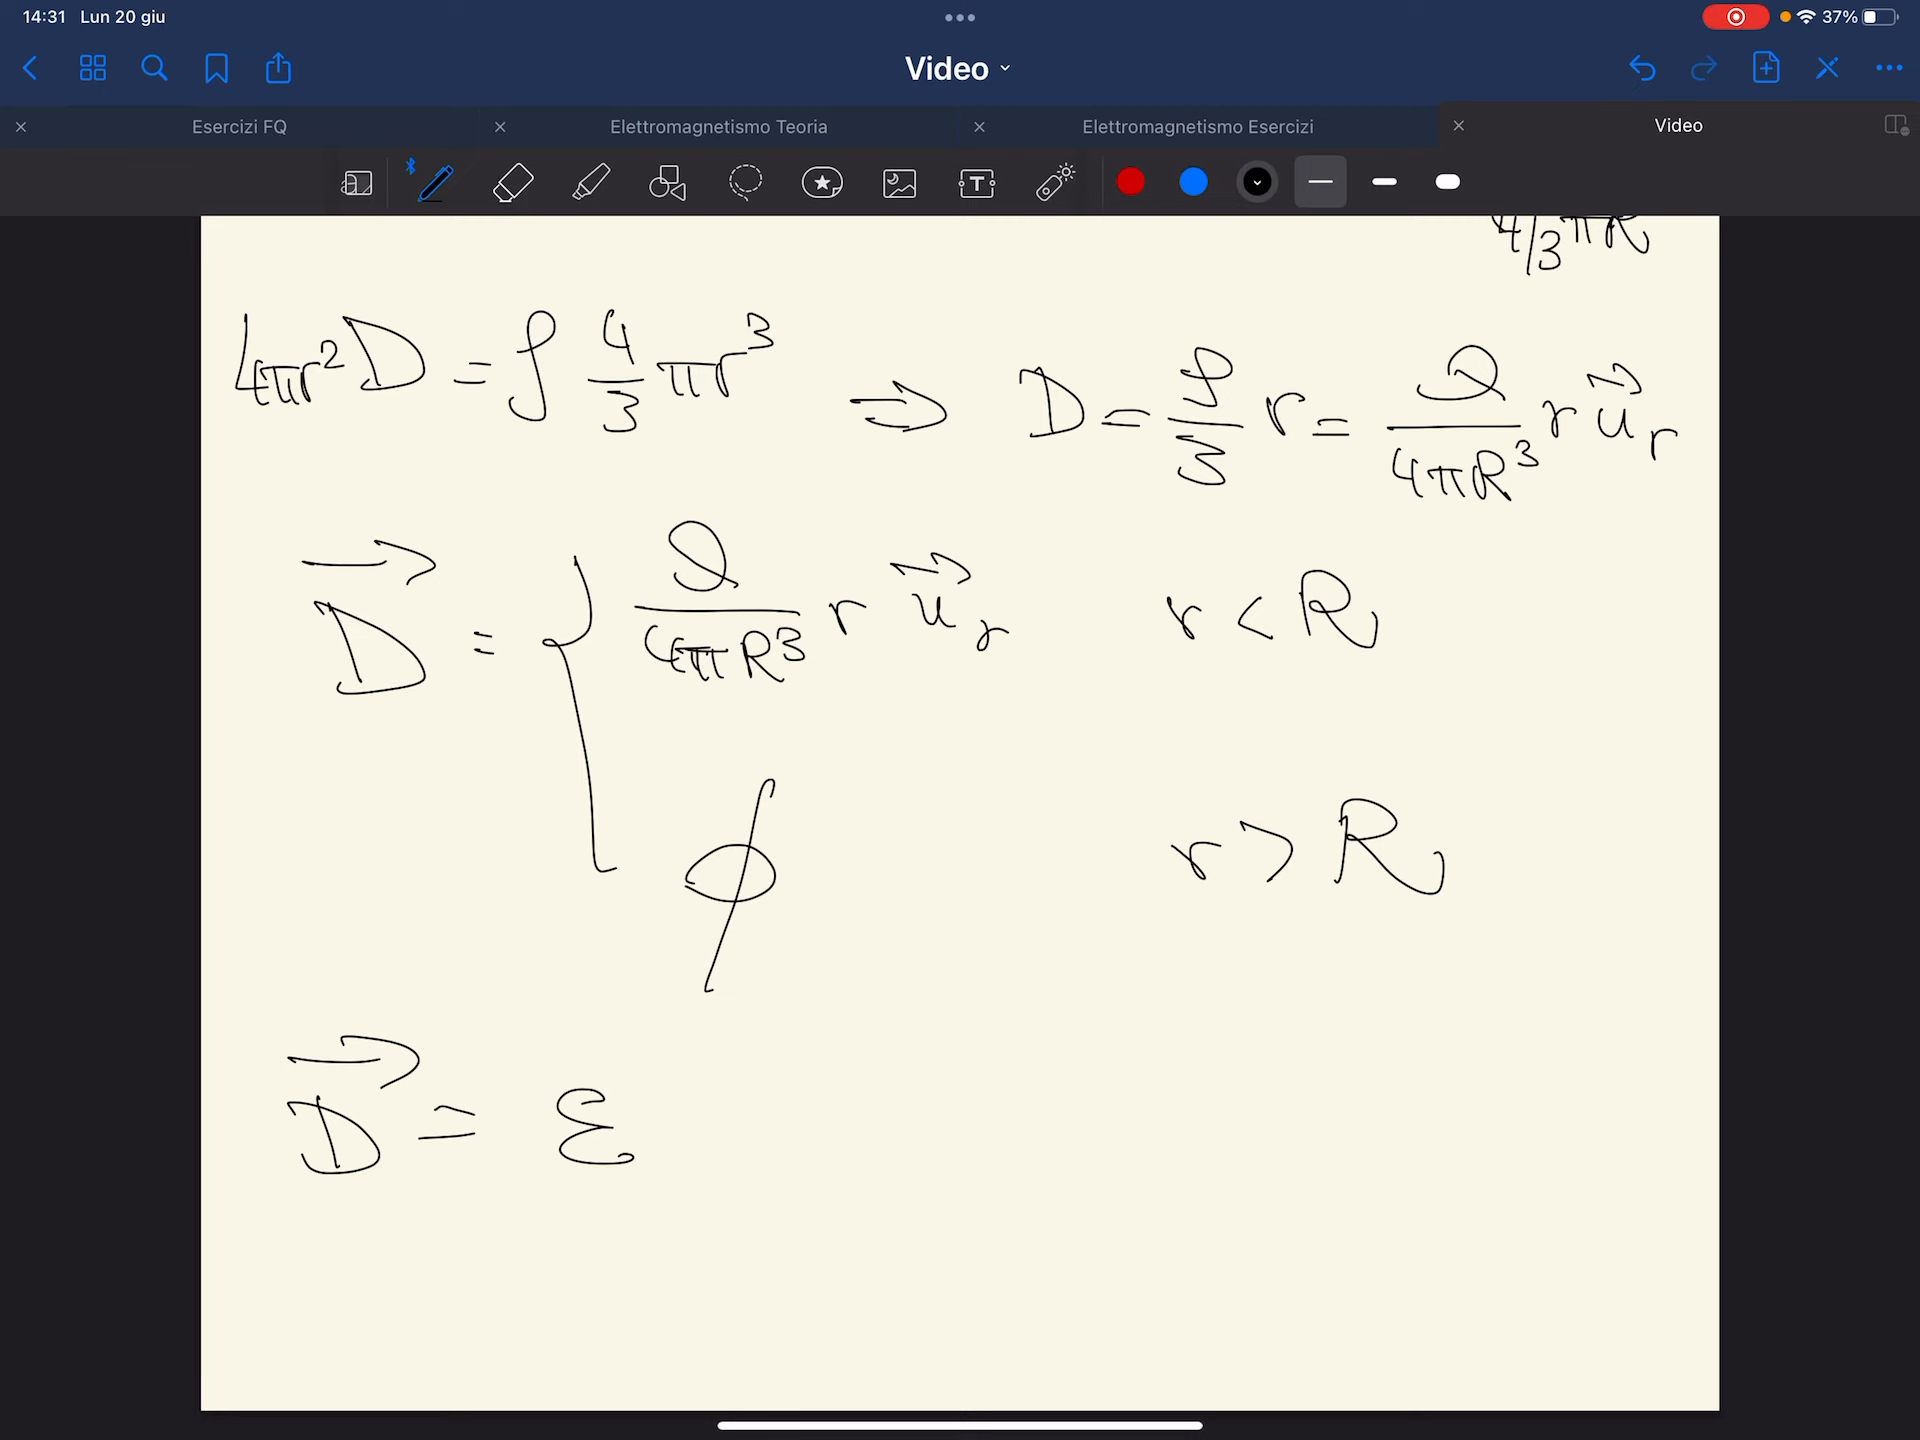 14:31 Lun 20 giu 37%
Video
Esercizi FQ Elettromagnetismo Teoria Elettromagnetismo Esercizi Video
4/3 πR
4πr² D = ρ 4/3 πr³ ⇒ D = ρ/3 r = Q/4πR³ r u⃗r
D⃗ = { Q/4πR³ r u⃗r r < R
∅ r > R
D⃗ = ε